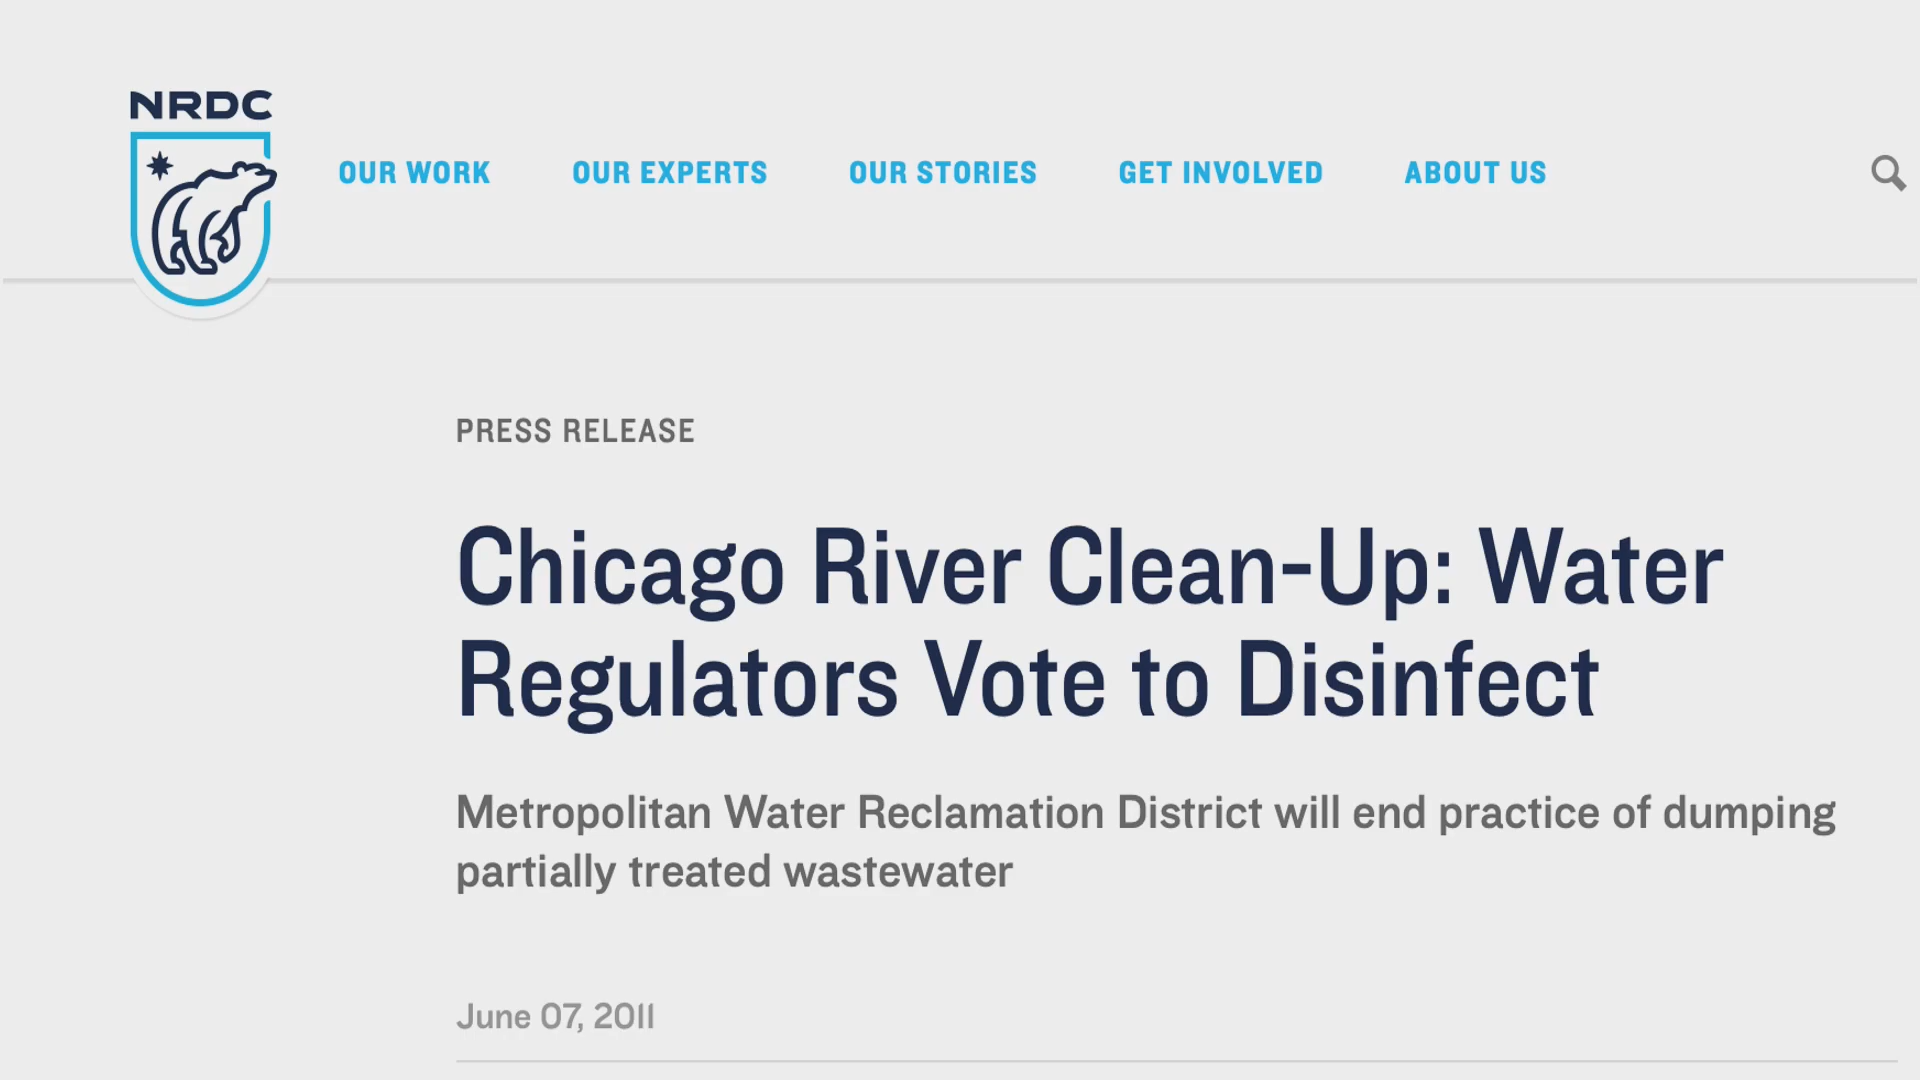 NRDC
OUR WORK OUR EXPERTS OUR STORIES GET INVOLVED ABOUT US
PRESS RELEASE
Chicago River Clean-Up: Water
Regulators Vote to Disinfect
Metropolitan Water Reclamation District will end practice of dumping
partially treated wastewater
June 07, 2011